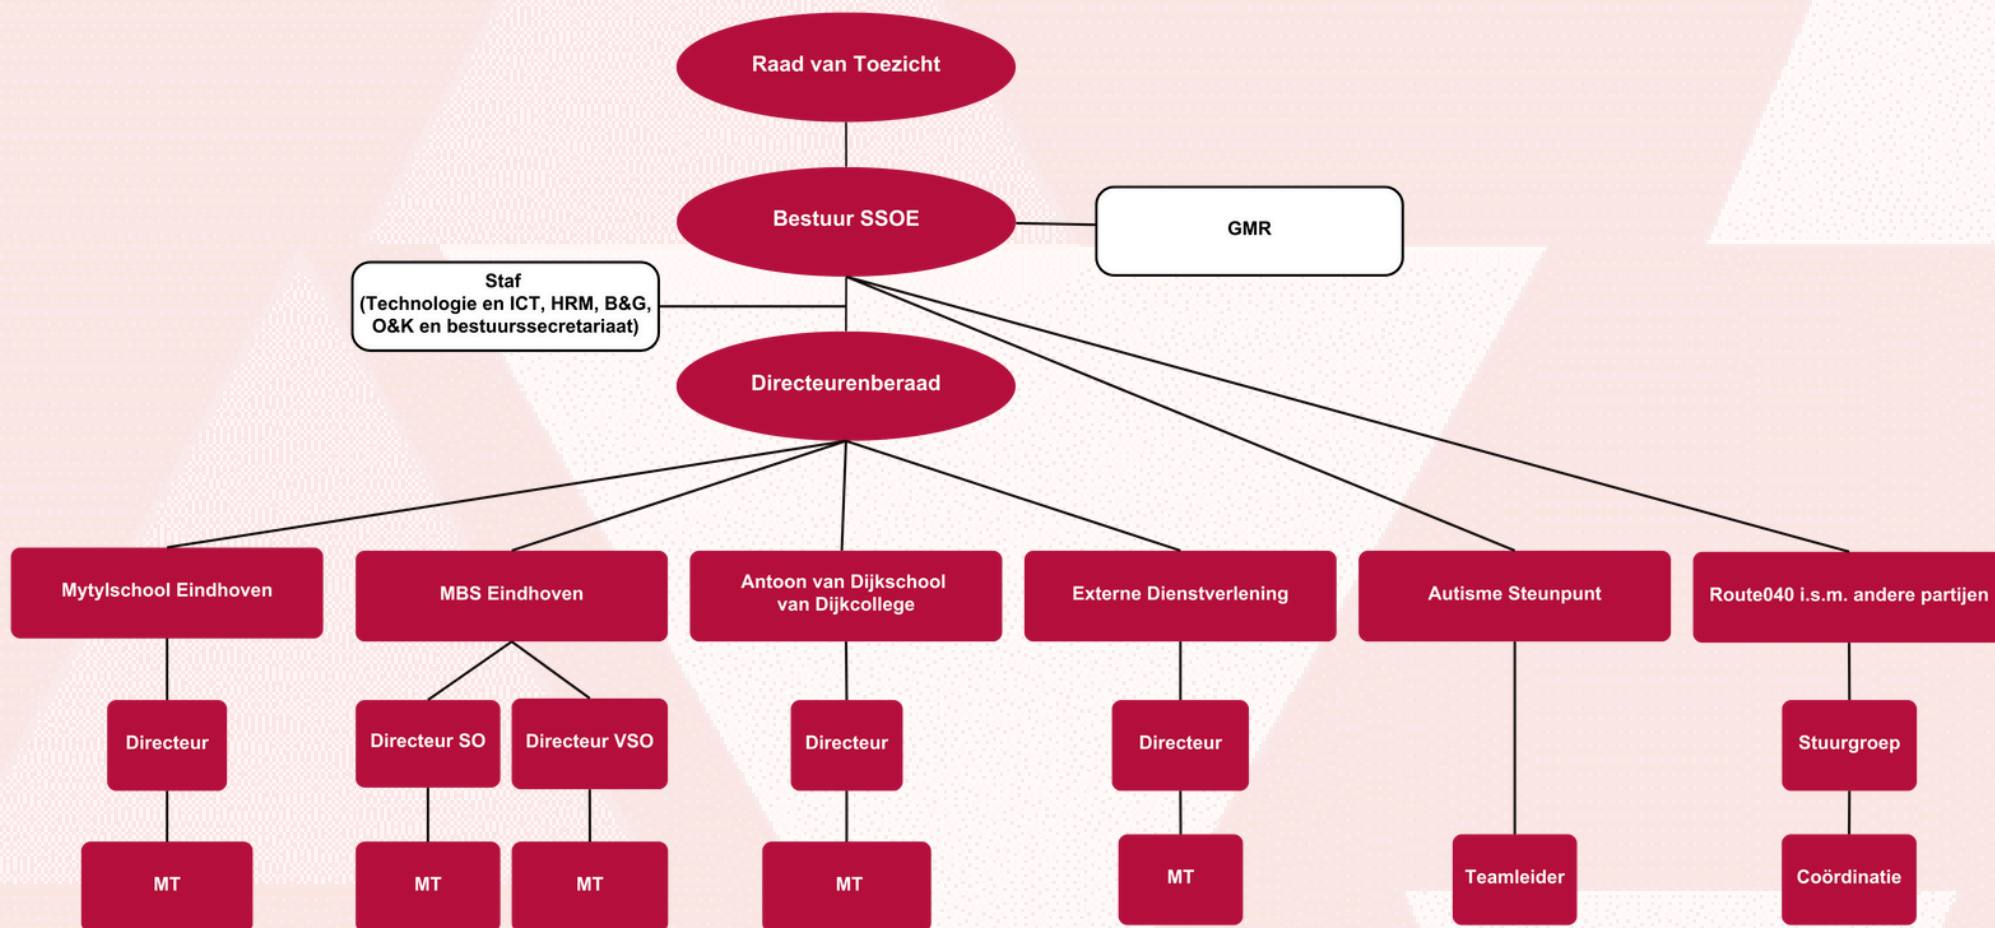 Raad van Toezicht
Bestuur SSOE
GMR
Staf
(Technologie en ICT, HRM, B&G,
O&K en bestuurssecretariaat)
Directeurenberaad
Mytylschool Eindhoven
MBS Eindhoven
Antoon van Dijkschool
van Dijkcollege
Externe Dienstverlening
Autisme Steunpunt
Route040 i.s.m. andere partijen
Directeur
Directeur SO
Directeur VSO
Directeur
Directeur
Stuurgroep
MT
MT
MT
MT
MT
Teamleider
Coördinatie